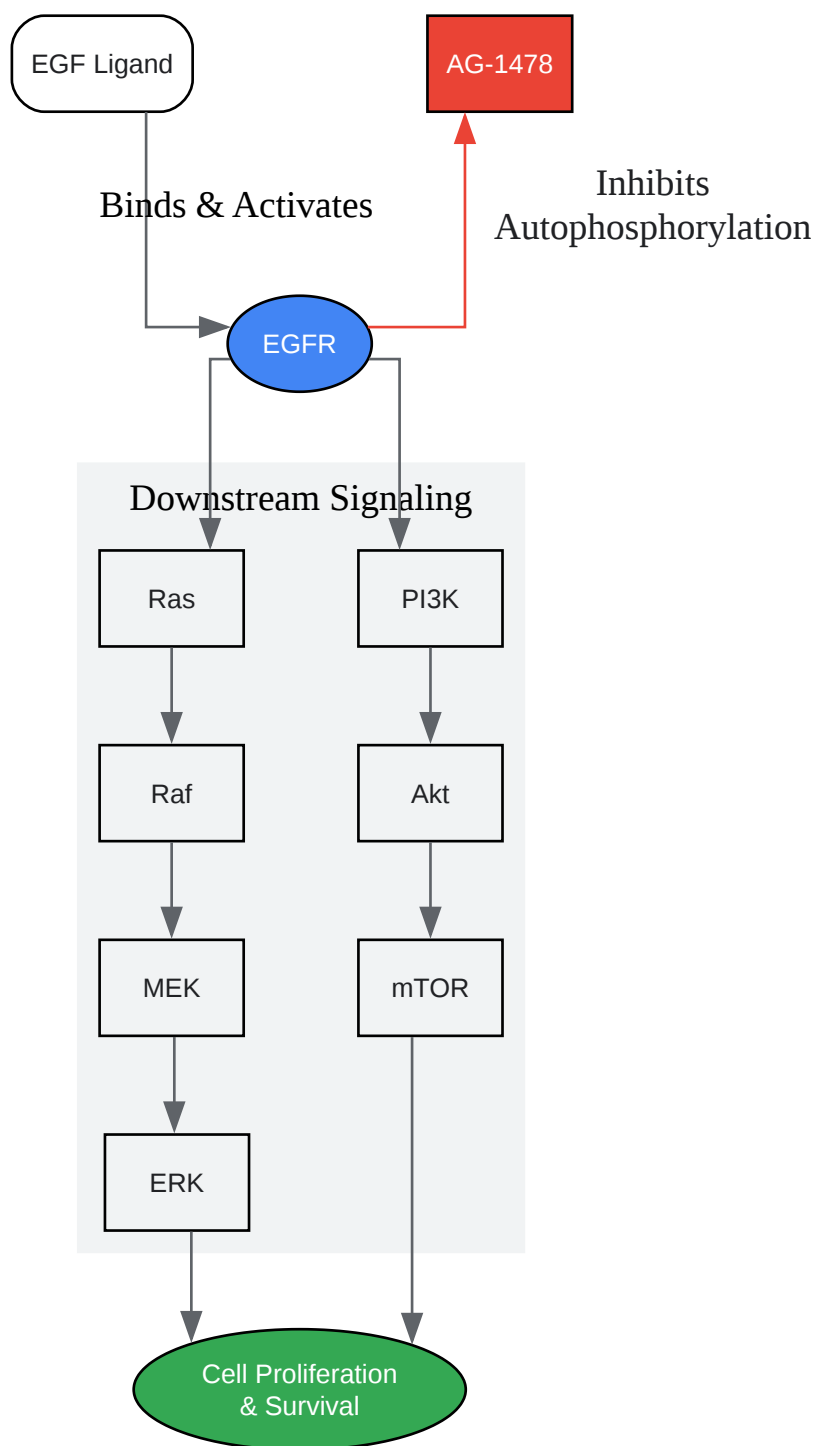 EGF Ligand
AG-1478
Binds & Activates
Inhibits
Autophosphorylation
EGFR
Downstream Signaling
Ras
PI3K
Raf
Akt
MEK
mTOR
ERK
Cell Proliferation
& Survival